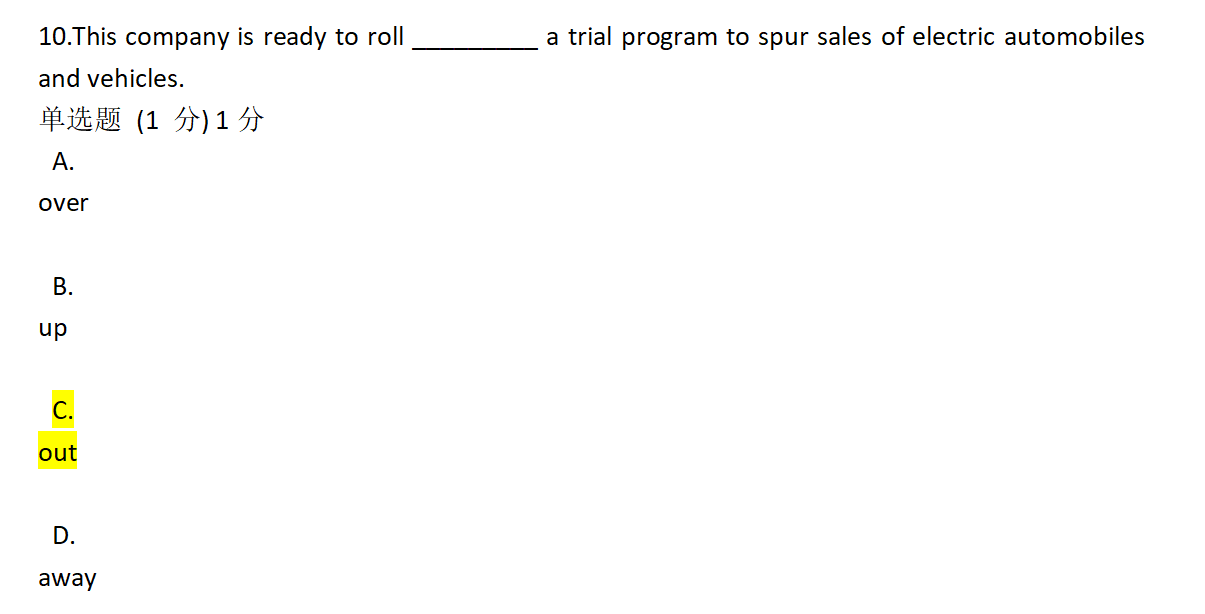 10.This company is ready to roll __________ a trial program to spur sales of electric automobiles
and vehicles.
单选题 (1 分) 1 分
A.
over
B.
up
C.
out
D.
away